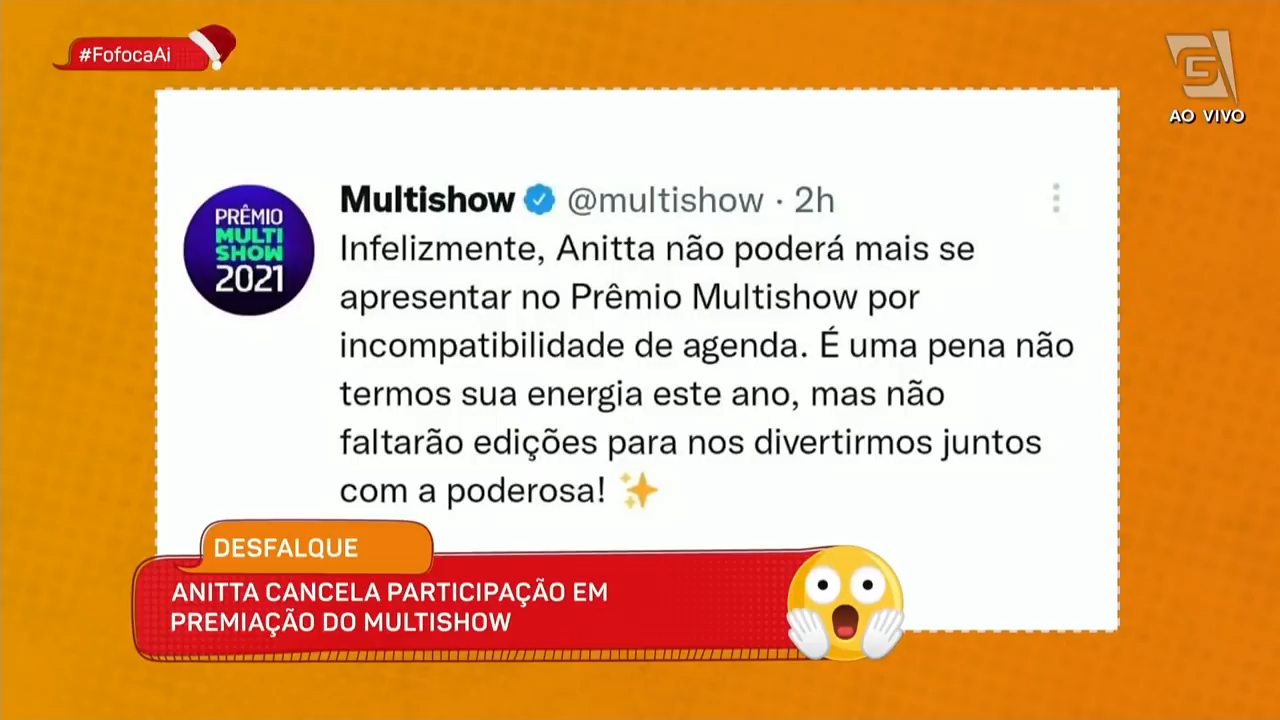 #FofocaAi
AO VIVO
PRÊMIO
MULTI
SHOW
2021
Multishow @multishow · 2h
Infelizmente, Anitta não poderá mais se
apresentar no Prêmio Multishow por
incompatibilidade de agenda. É uma pena não
termos sua energia este ano, mas não
faltarão edições para nos divertirmos juntos
com a poderosa! ✨
DESFALQUE
ANITTA CANCELA PARTICIPAÇÃO EM
PREMIAÇÃO DO MULTISHOW